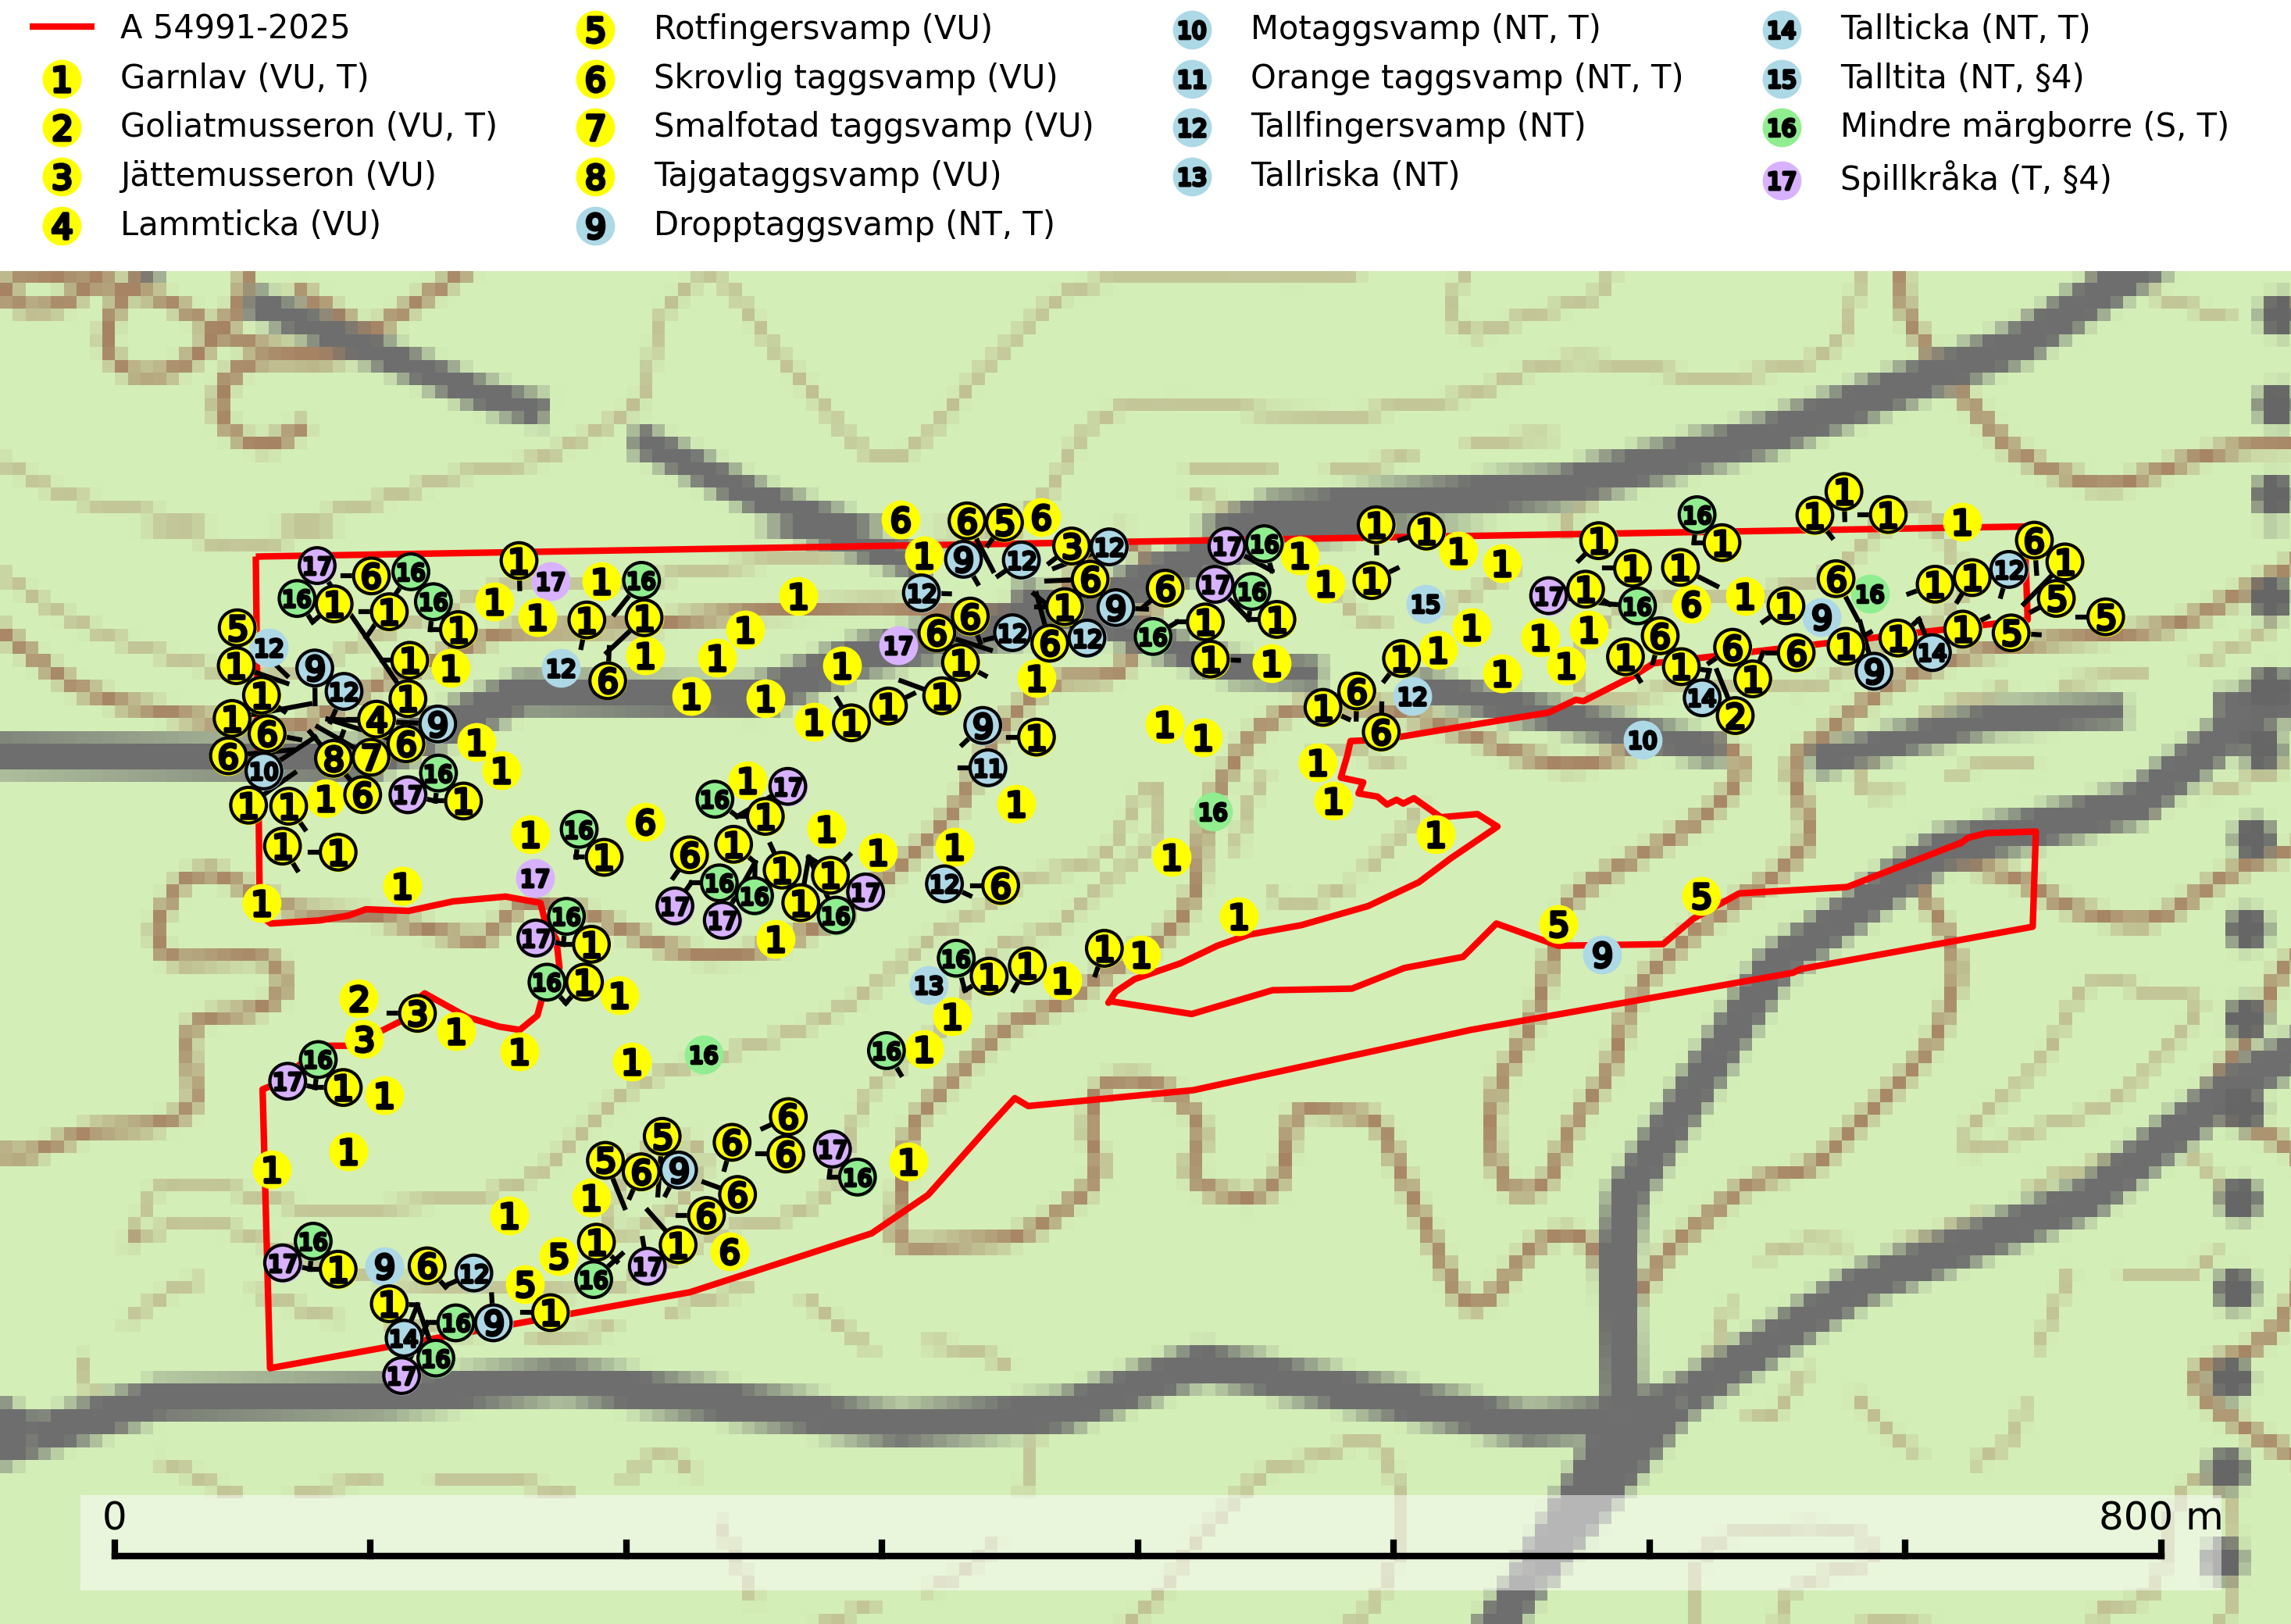 A 54991-2025
1 Garnlav (VU, T)
2 Goliatmusseron (VU, T)
3 Jättemusseron (VU)
4 Lammticka (VU)
5 Rotfingersvamp (VU)
6 Skrovlig taggsvamp (VU)
7 Smalfotad taggsvamp (VU)
8 Tajgataggsvamp (VU)
9 Dropptaggsvamp (NT, T)
10 Motaggsvamp (NT, T)
11 Orange taggsvamp (NT, T)
12 Tallfingersvamp (NT)
13 Tallriska (NT)
14 Tallticka (NT, T)
15 Talltita (NT, §4)
16 Mindre märgborre (S, T)
17 Spillkråka (T, §4)
0 800 m